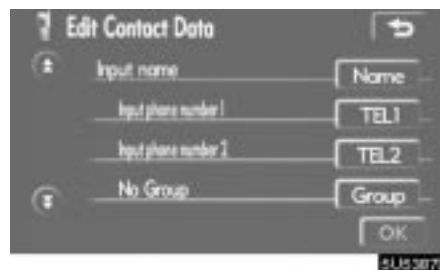 Edit Contact Data
Input name Name
Input phone number 1 TEL1
Input phone number 2 TEL2
No Group Group
OK
5U5387